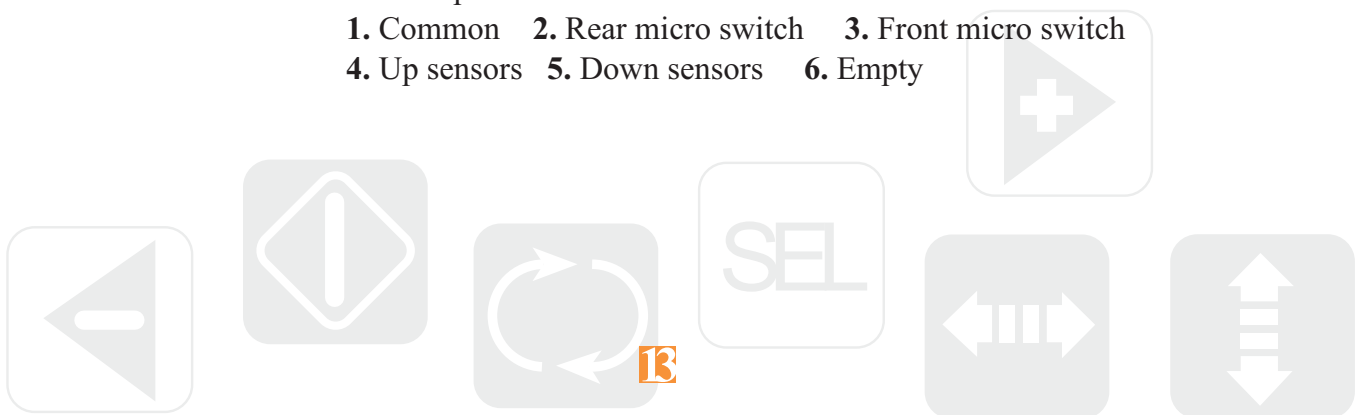 1. Common 2. Rear micro switch 3. Front micro switch
4. Up sensors 5. Down sensors 6. Empty
SEL
13